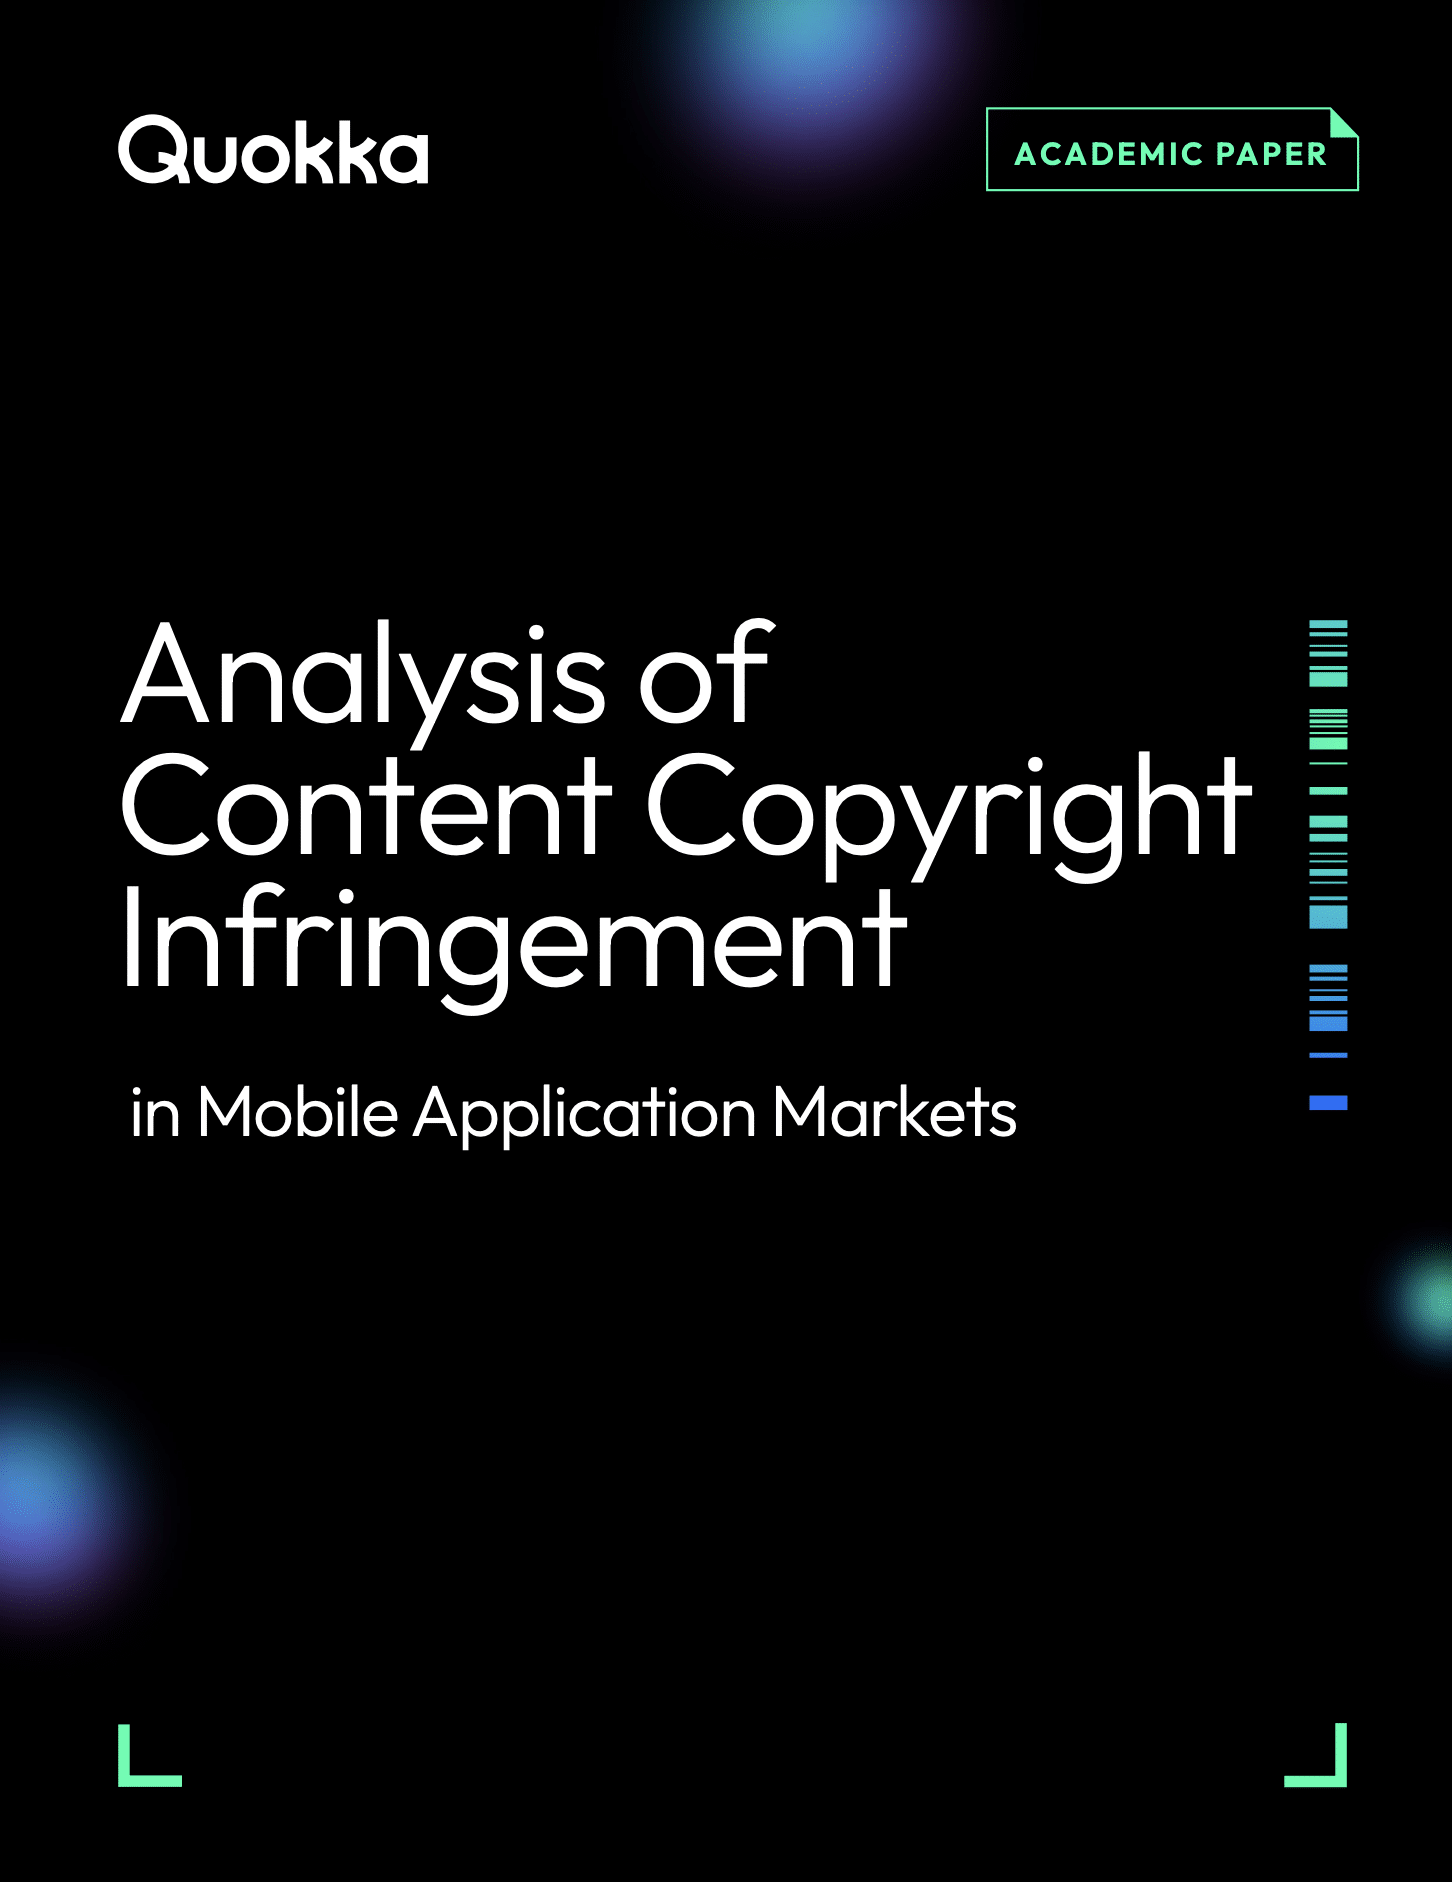 Quokka
ACADEMIC PAPER
Analysis of
Content Copyright
Infringement
in Mobile Application Markets